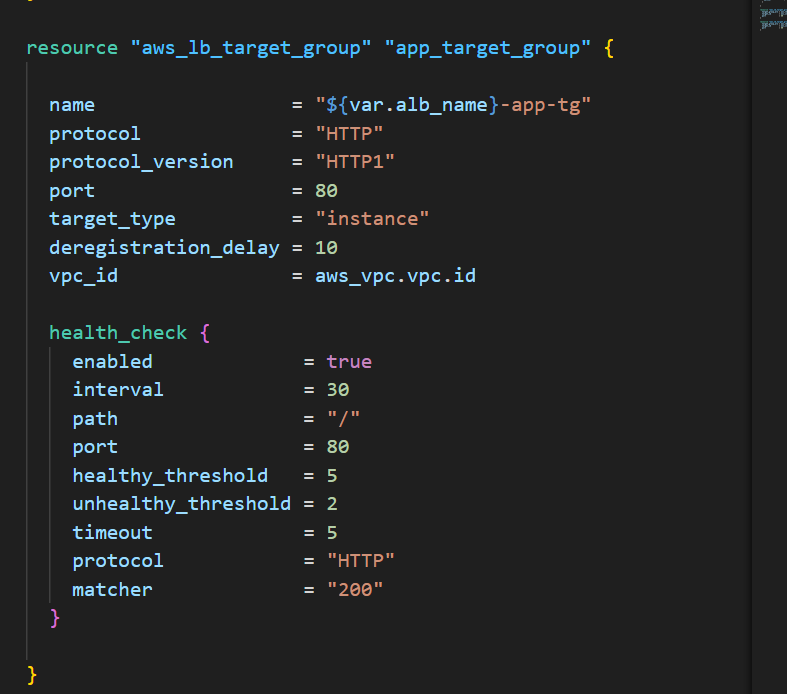 resource "aws_lb_target_group" "app_target_group" {
name = "${var.alb_name}-app-tg"
protocol = "HTTP"
protocol_version = "HTTP1"
port = 80
target_type = "instance"
deregistration_delay = 10
vpc_id = aws_vpc.vpc.id
health_check {
enabled = true
interval = 30
path = "/"
port = 80
healthy_threshold = 5
unhealthy_threshold = 2
timeout = 5
protocol = "HTTP"
matcher = "200"
}
}